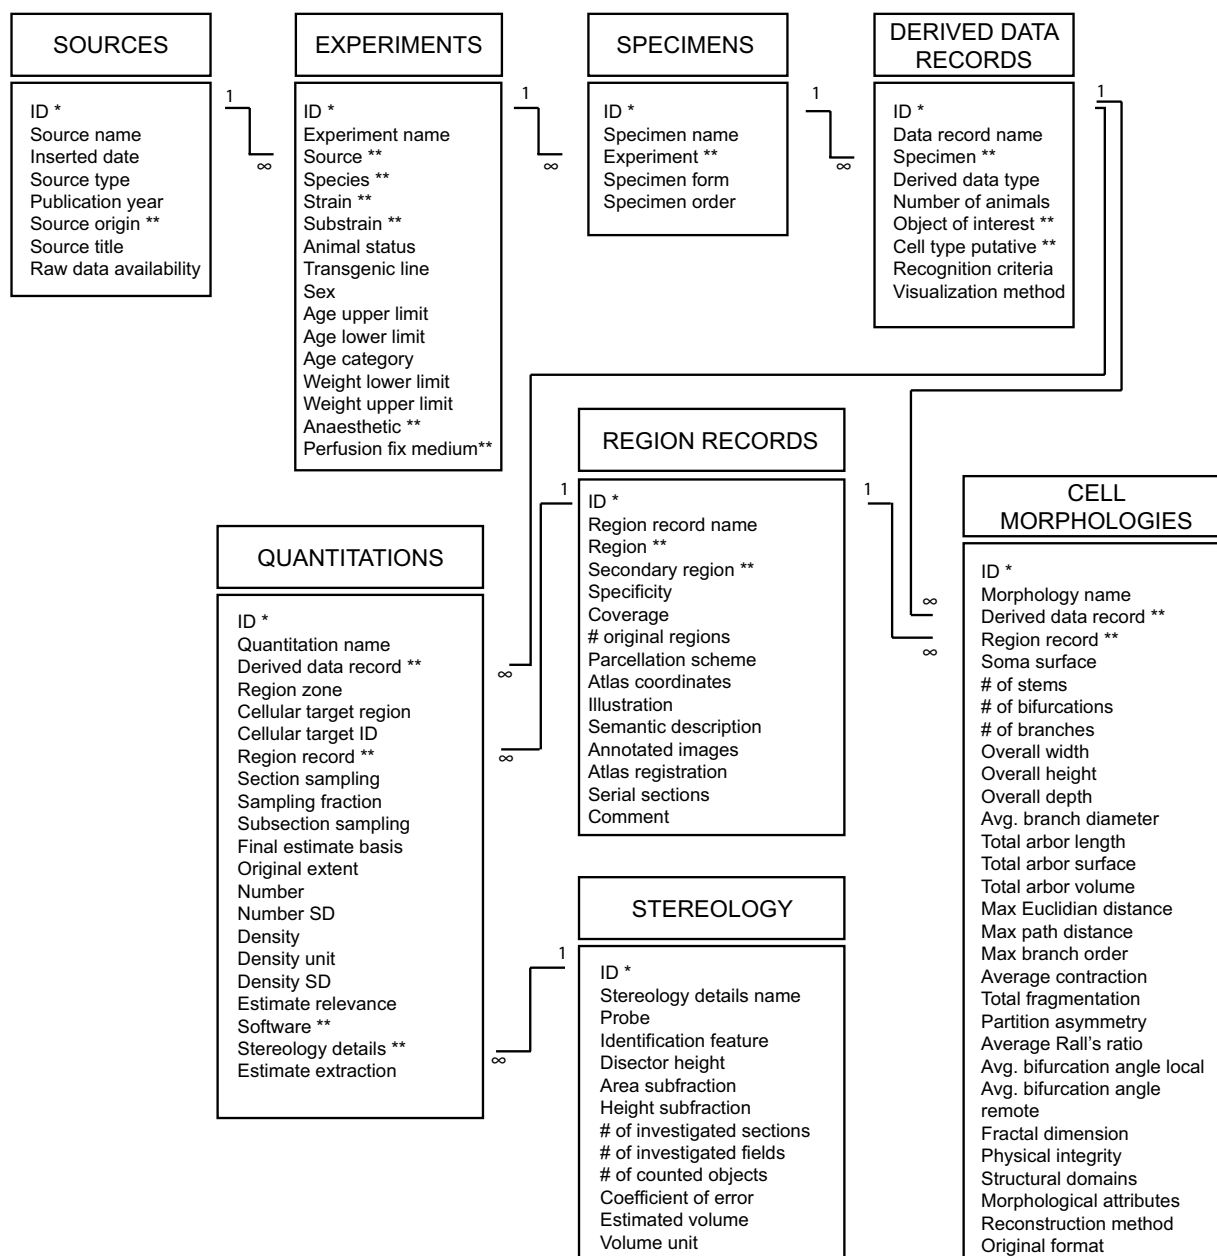 SOURCES
ID *
Source name
Inserted date
Source type
Publication year
Source origin **
Source title
Raw data availability
1
∞
EXPERIMENTS
ID *
Experiment name
Source **
Species **
Strain **
Substrain **
Animal status
Transgenic line
Sex
Age upper limit
Age lower limit
Age category
Weight lower limit
Weight upper limit
Anaesthetic **
Perfusion fix medium**
1
∞
SPECIMENS
ID *
Specimen name
Experiment **
Specimen form
Specimen order
1
∞
DERIVED DATA
RECORDS
ID *
Data record name
Specimen **
Derived data type
Number of animals
Object of interest **
Cell type putative **
Recognition criteria
Visualization method
1
QUANTITATIONS
ID *
Quantitation name
Derived data record **
Region zone
Cellular target region
Cellular target ID
Region record **
Section sampling
Sampling fraction
Subsection sampling
Final estimate basis
Original extent
Number
Number SD
Density
Density unit
Density SD
Estimate relevance
Software **
Stereology details **
Estimate extraction
∞
∞
∞
REGION RECORDS
1
ID *
Region record name
Region **
Secondary region **
Specificity
Coverage
# original regions
Parcellation scheme
Atlas coordinates
Illustration
Semantic description
Annotated images
Atlas registration
Serial sections
Comment
1
STEREOLOGY
1
ID *
Stereology details name
Probe
Identification feature
Disector height
Area subfraction
Height subfraction
# of investigated sections
# of investigated fields
# of counted objects
Coefficient of error
Estimated volume
Volume unit
CELL
MORPHOLOGIES
∞
∞
ID *
Morphology name
Derived data record **
Region record **
Soma surface
# of stems
# of bifurcations
# of branches
Overall width
Overall height
Overall depth
Avg. branch diameter
Total arbor length
Total arbor surface
Total arbor volume
Max Euclidian distance
Max path distance
Max branch order
Average contraction
Total fragmentation
Partition asymmetry
Average Rall's ratio
Avg. bifurcation angle local
Avg. bifurcation angle
remote
Fractal dimension
Physical integrity
Structural domains
Morphological attributes
Reconstruction method
Original format